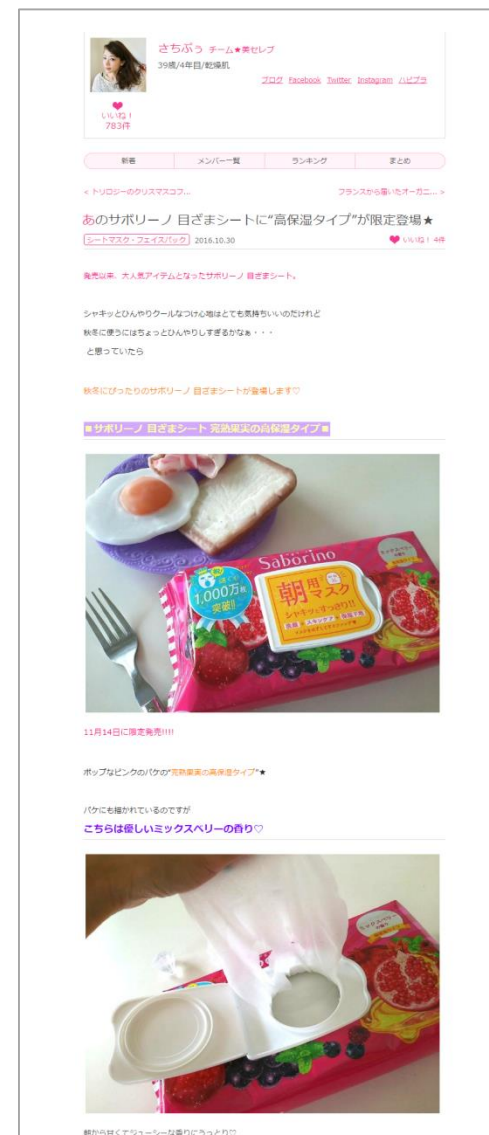 さちぶぅ チーム★美セレブ
39歳/4年目/乾燥肌
ブログ Facebook Twitter Instagram ハピプラ
いいね！
783件
新着 メンバー一覧 ランキング まとめ
< トリロジーのクリスマスコフ... フランスから届いたオーガニ... >
あのサボリーノ 目ざまシートに“高保湿タイプ”が限定登場★
シートマスク・フェイスパック 2016.10.30 いいね！ 4件
発売以来、大人気アイテムとなったサボリーノ 目ざまシート。
シャキッとひんやりクールなつけ心地はとても気持ちいいのだけれど
秋冬に使うにはちょっとひんやりしすぎるかなぁ・・・
と思っていたら
秋冬にぴったりのサボリーノ 目ざまシートが登場します♡
■サボリーノ 目ざまシート 完熟果実の高保湿タイプ■
Saborino
1,000万枚
突破!!
朝用マスク
シャキッとすっきり!!
ミックスベリー
11月14日に限定発売!!!!
ポップなピンクのパケの“完熟果実の高保湿タイプ”★
パケにも描かれているのですが
こちらは優しいミックスベリーの香り♡
ミックスベリー
朝から甘くてジューシーな香りにうっとり♡